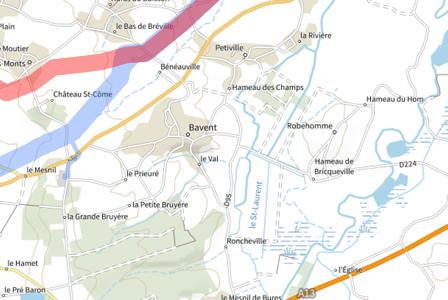 le Bas de Bréville
Plain
la Rivière
Moutier
Petiville
s-Monts
Bénéauville
Hameau des Champs
Château St-Côme
Hameau du Hom
Bavent
Robehomme
le Val
Hameau de
Bricqueville
D224
le Mesnil
le Prieuré
D95
le St-Laurent
la Petite Bruyère
la Grande Bruyère
Roncheville
le Hamet
l'Église
le Pré Baron
A13
le Mesnil de Bures